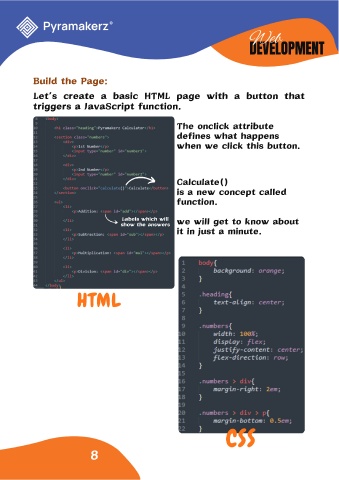 Pyramakerz®
Web
DEVELOPMENT
Build the Page:
Let's create a basic HTML page with a button that
triggers a JavaScript function.
<body>
<h1 class="heading">Pyramakerz Calculator</h1>
<section class="numbers">
<div>
<p>1st Number</p>
<input type="number" id="number1">
</div>
<div>
<p>2nd Number</p>
<input type="number" id="number2">
</div>
<button onclick="Calculate()">Calculate</button>
</section>
<ul>
<li>
<p>Addition: <span id="add"></span></p>
</li>
<li>
<p>Subtraction: <span id="sub"></span></p>
</li>
<li>
<p>Multiplication: <span id="mul"></span></p>
</li>
<li>
<p>Division: <span id="div"></span></p>
</li>
</ul>
</body>
Labels which will
show the answers
HTML
The onclick attribute
defines what happens
when we click this button.
Calculate()
is a new concept called
function.
we will get to know about
it in just a minute.
1 body{
2 background: orange;
3 }
4
5 .heading{
6 text-align: center;
7 }
8
9 .numbers{
10 width: 100%;
11 display: flex;
12 justify-content: center;
13 flex-direction: row;
14 }
15
16 .numbers > div{
17 margin-right: 2em;
18 }
19
20 .numbers > div > p{
21 margin-bottom: 0.5em;
22 }
CSS
8